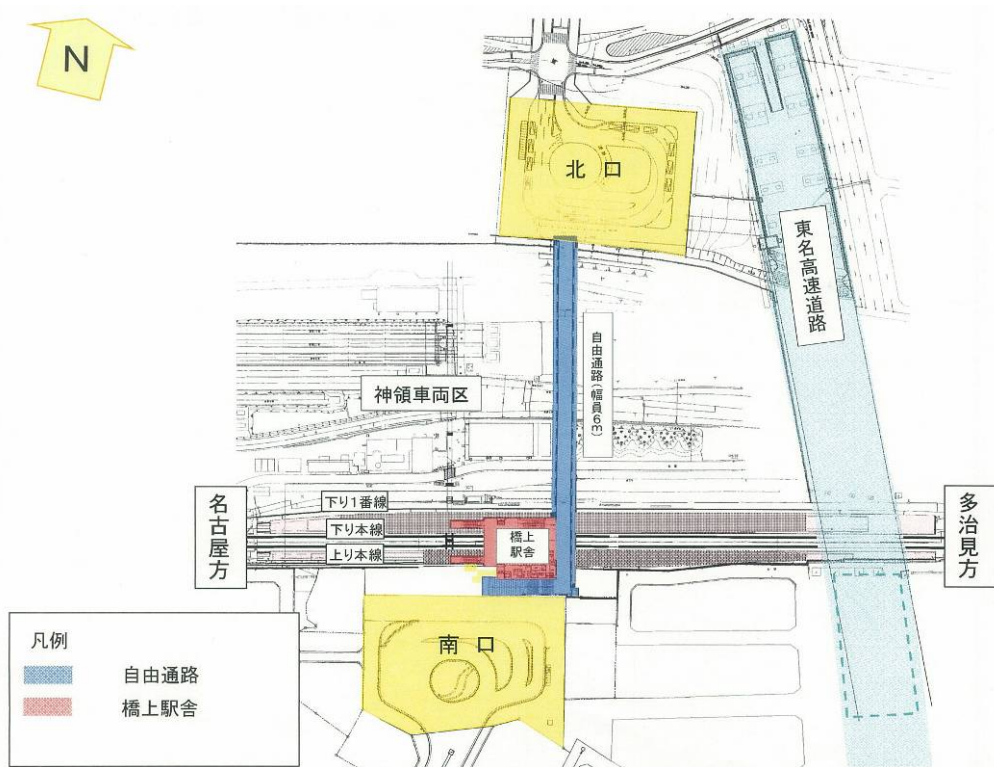 N
北口
東名高速道路
自由通路(幅員6m)
神領車両区
名古屋方
下り1番線
下り本線
上り本線
橋上
駅舎
多治見方
南口
凡例
自由通路
橋上駅舎